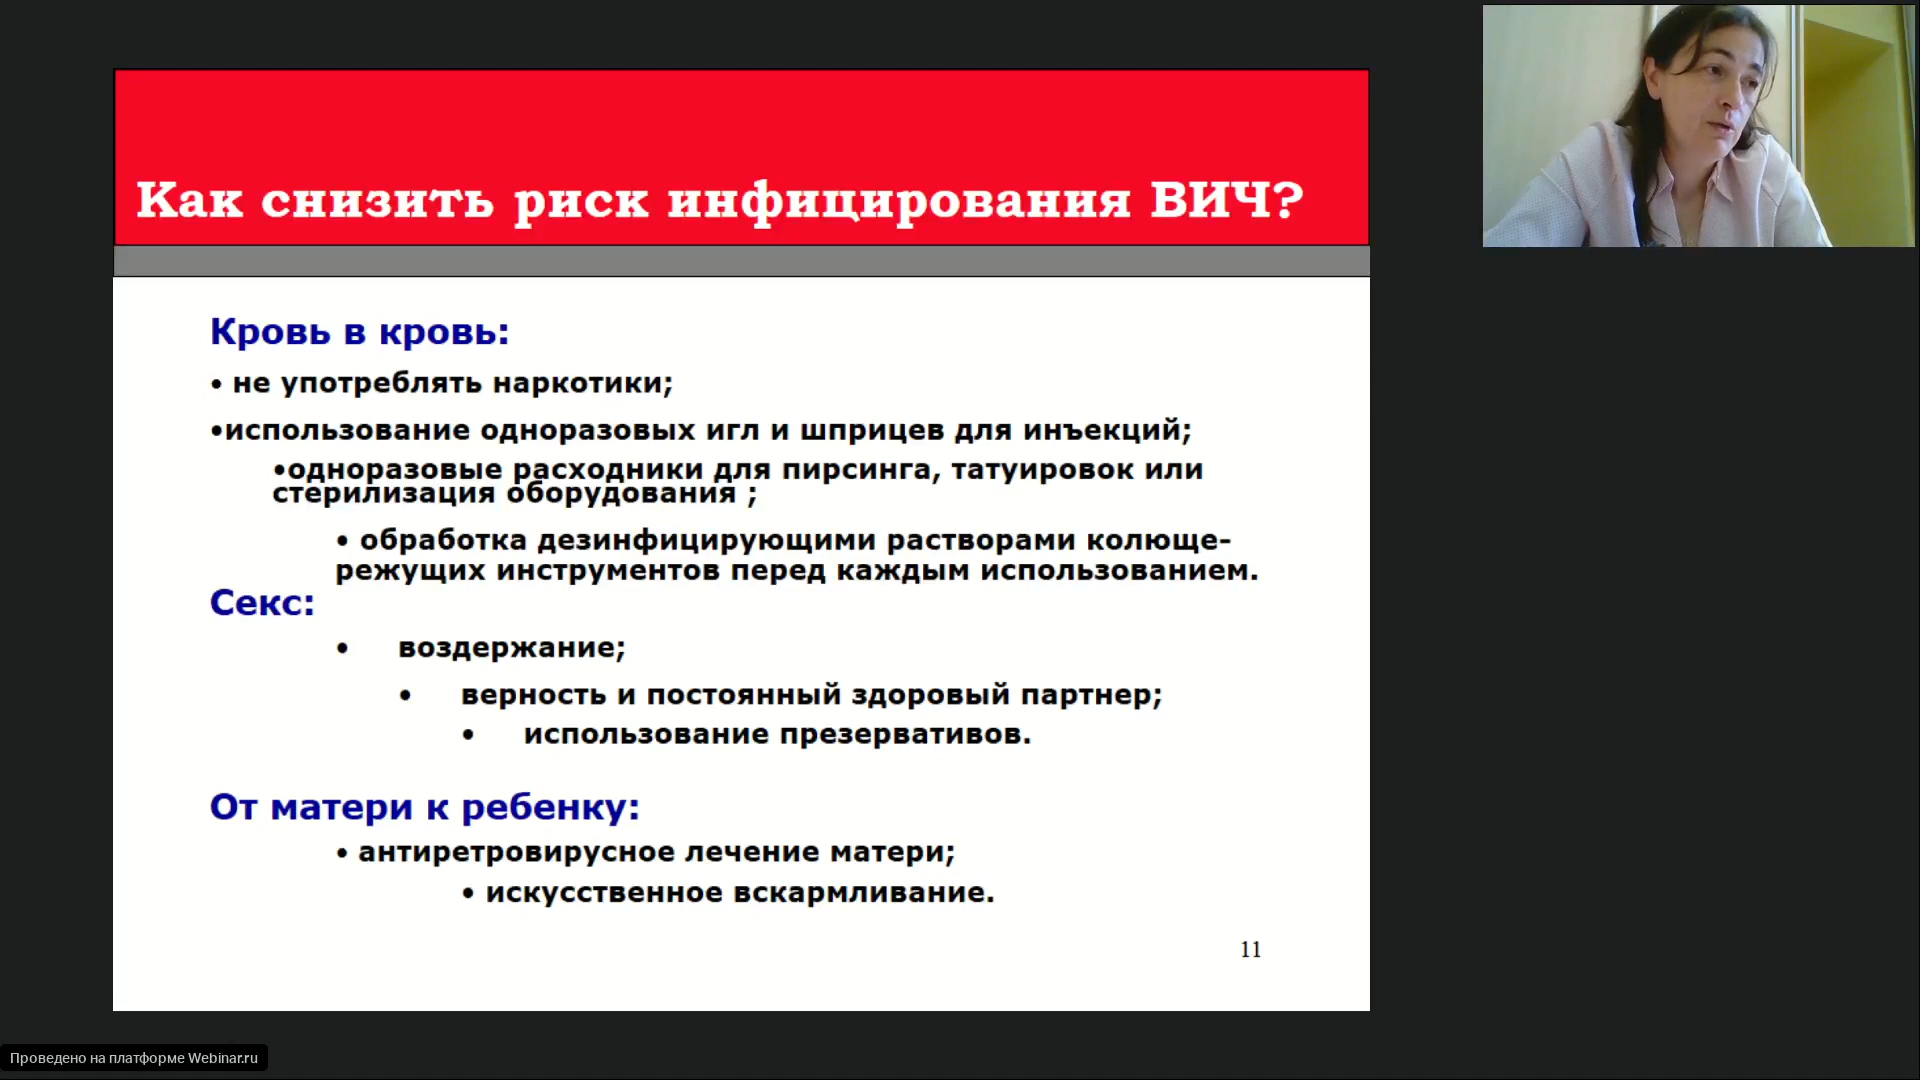 Как снизить риск инфицирования ВИЧ?
Кровь в кровь:
• не употреблять наркотики;
•использование одноразовых игл и шприцев для инъекций;
•одноразовые расходники для пирсинга, татуировок или
стерилизация оборудования ;
• обработка дезинфицирующими растворами колюще-
режущих инструментов перед каждым использованием.
Секс:
• воздержание;
• верность и постоянный здоровый партнер;
• использование презервативов.
От матери к ребенку:
• антиретровирусное лечение матери;
• искусственное вскармливание.
11
Проведено на платформе Webinar.ru